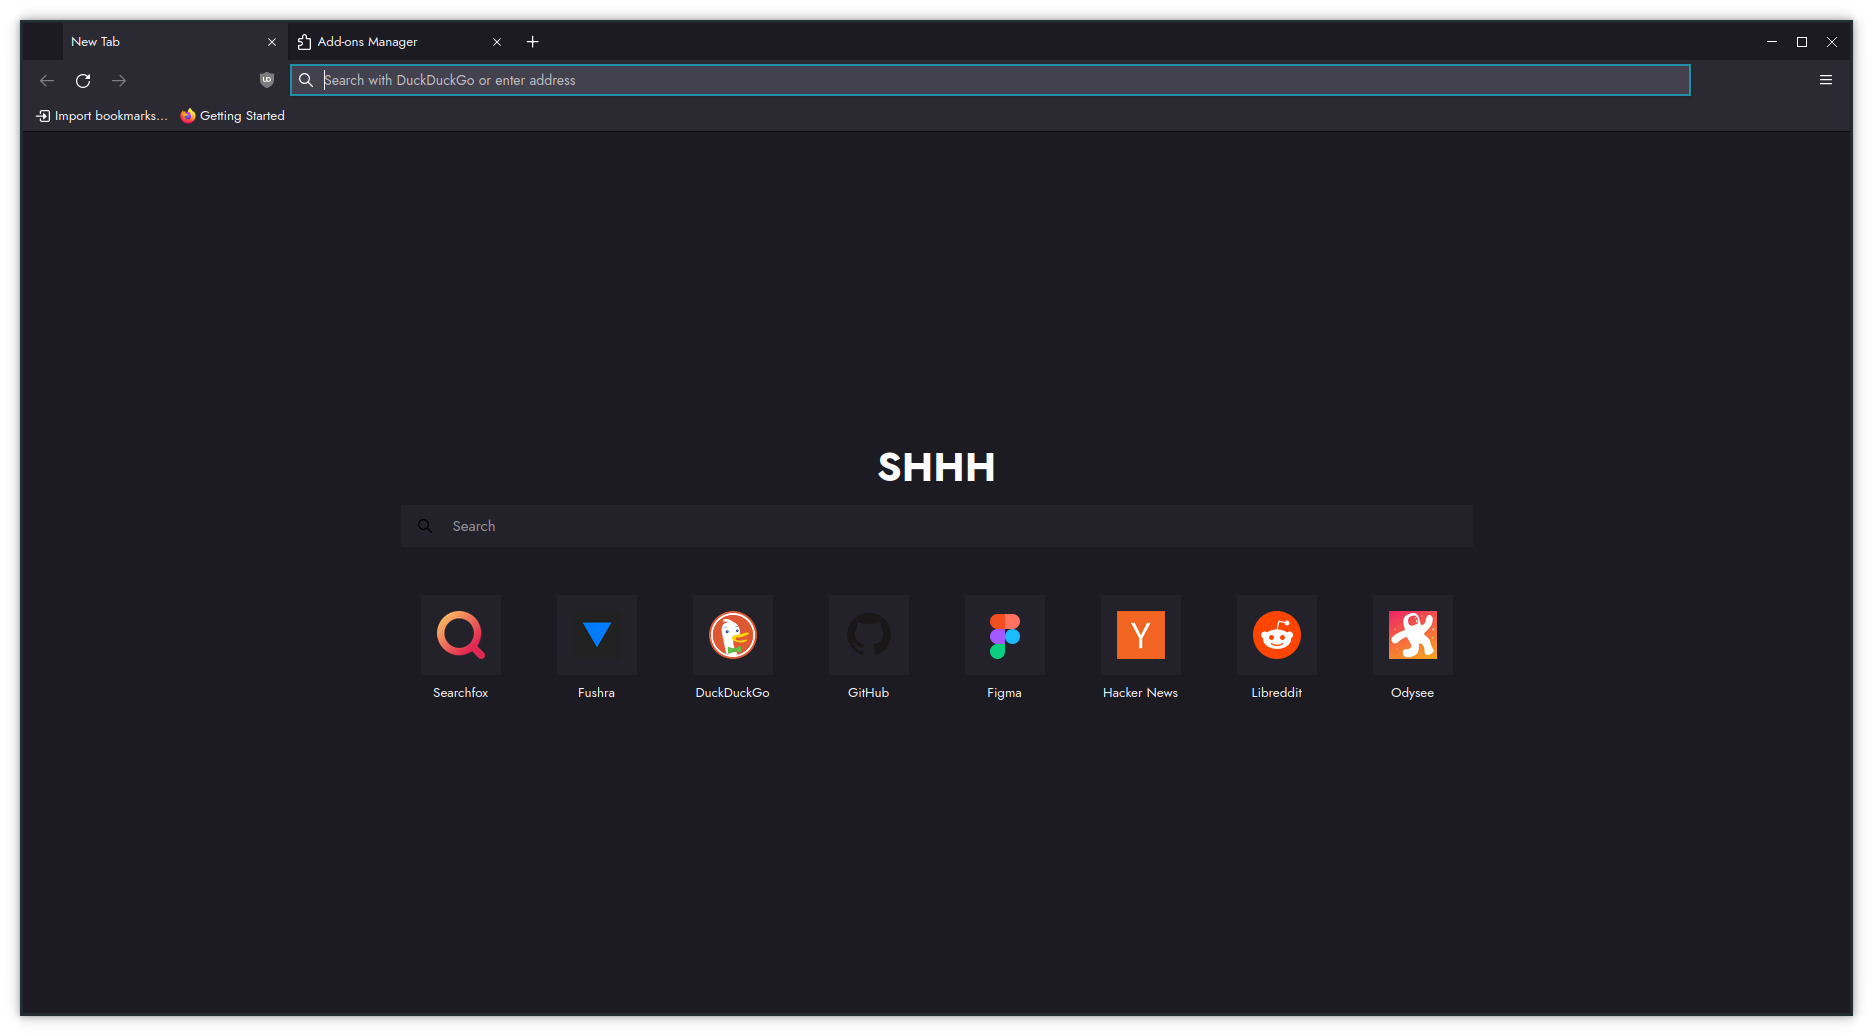 New Tab
Add-ons Manager
Search with DuckDuckGo or enter address
Import bookmarks...
Getting Started
SHHH
Search
Y
Searchfox
Fushra
DuckDuckGo
GitHub
Figma
Hacker News
Libreddit
Odysee